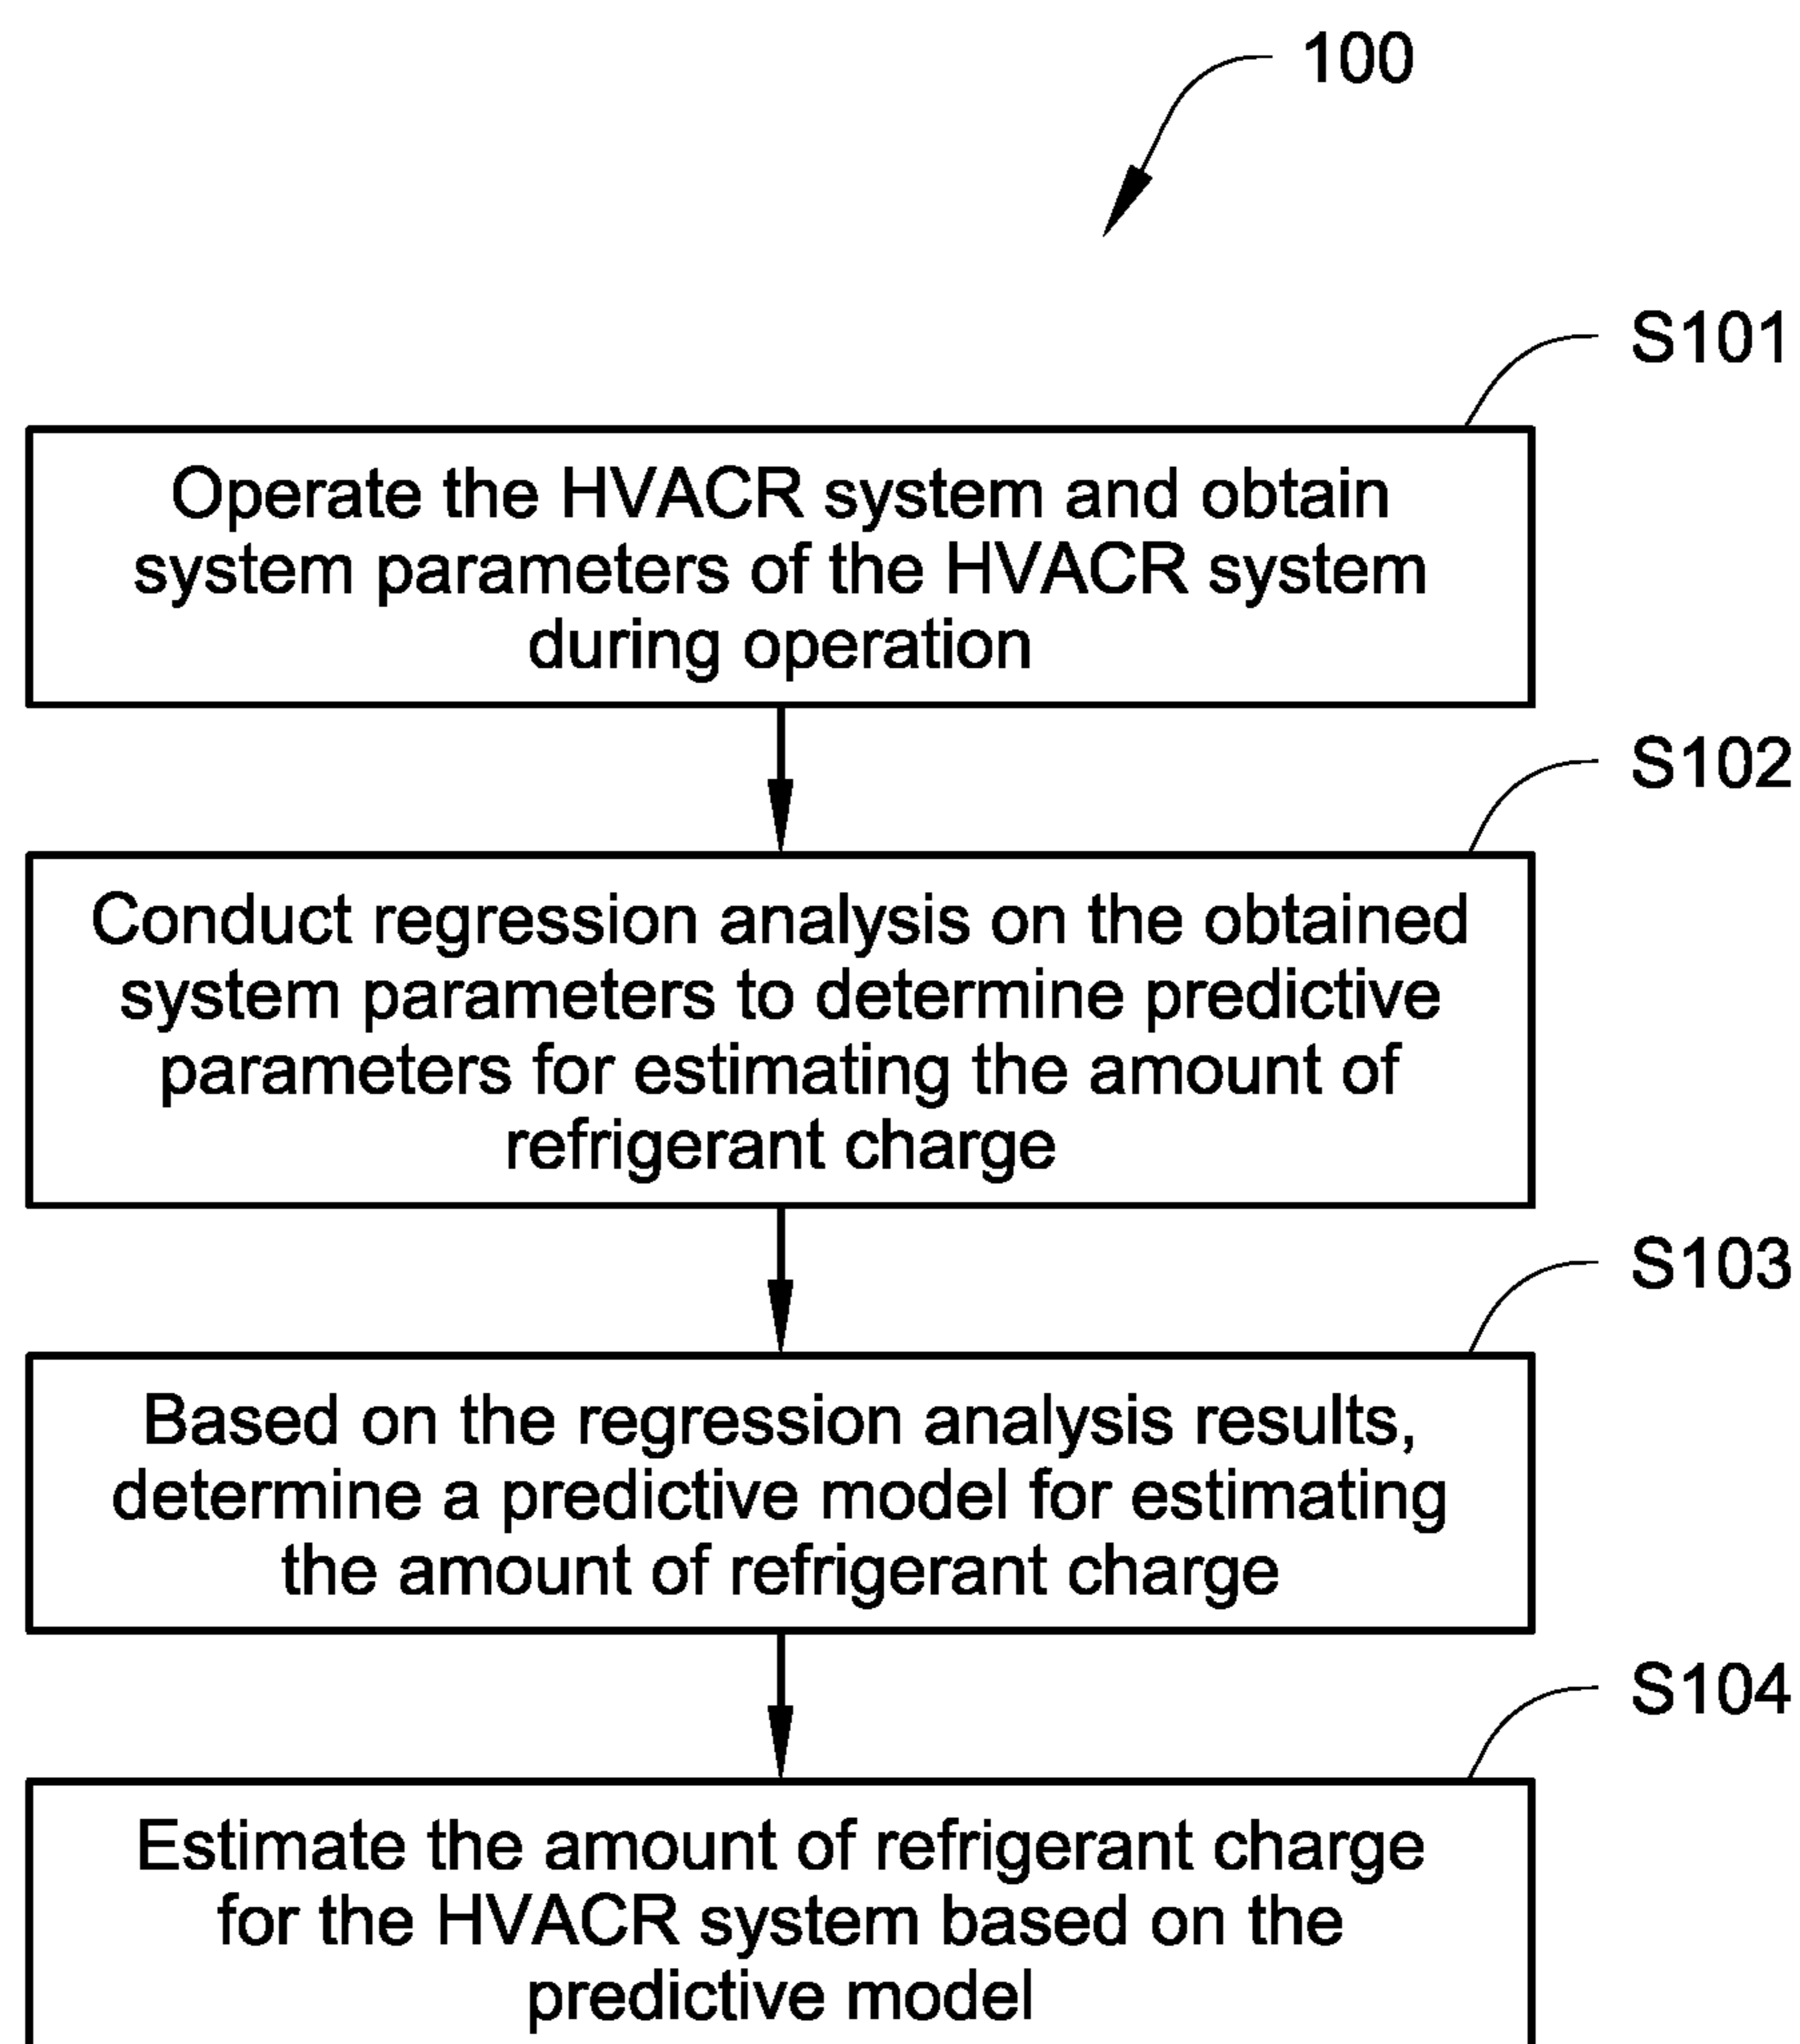 100
S101
Operate the HVACR system and obtain
system parameters of the HVACR system
during operation
S102
Conduct regression analysis on the obtained
system parameters to determine predictive
parameters for estimating the amount of
refrigerant charge
S103
Based on the regression analysis results,
determine a predictive model for estimating
the amount of refrigerant charge
S104
Estimate the amount of refrigerant charge
for the HVACR system based on the
predictive model